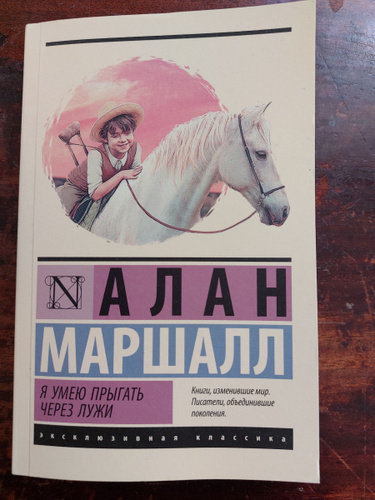 N
АЛАН
МАРШАЛЛ
Я УМЕЮ ПРЫГАТЬ
ЧЕРЕЗ ЛУЖИ
Книги, изменившие мир.
Писатели, объединившие
поколения.
эксклюзивная классика